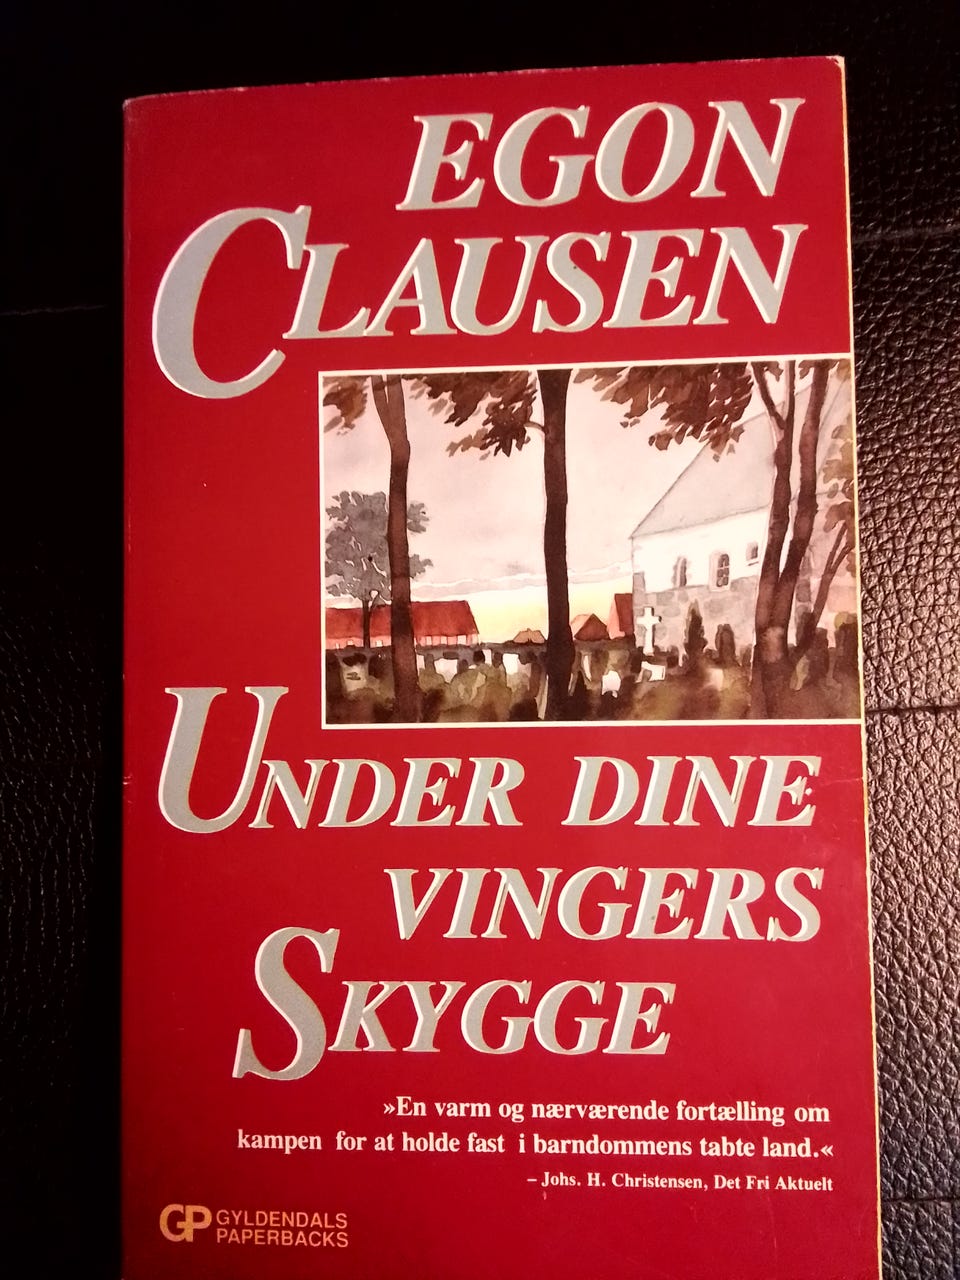 EGON
CLAUSEN
UNDER DINE
VINGERS
SKYGGE
»En varm og nærværende fortælling om
kampen for at holde fast i barndommens tabte land.«
– Johs. H. Christensen, Det Fri Aktuelt
GP GYLDENDALS
PAPERBACKS